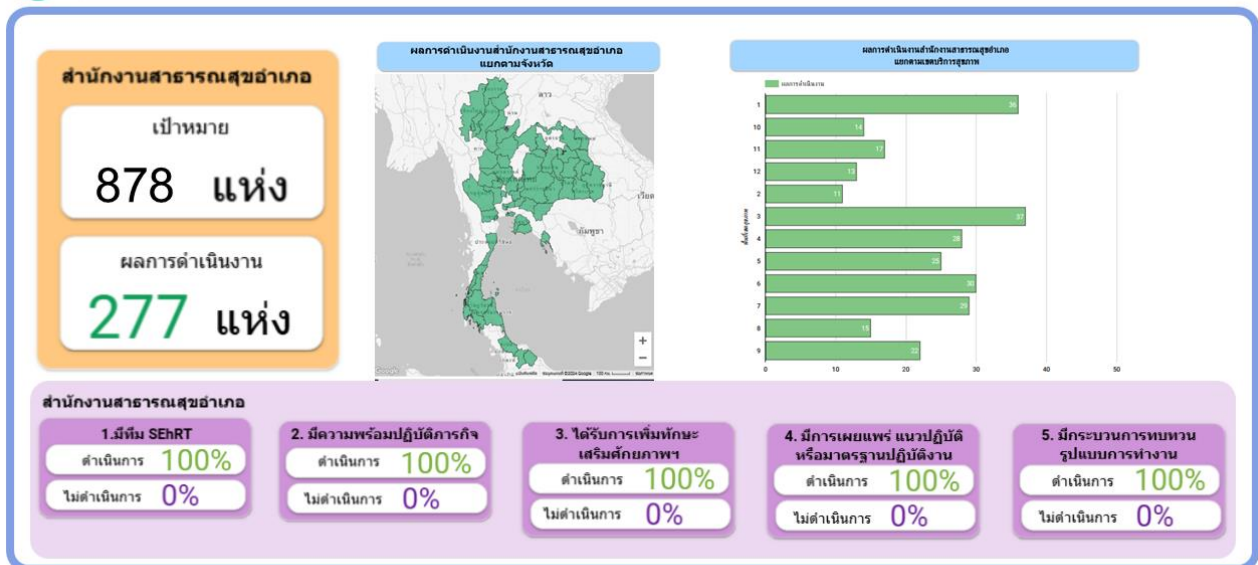 สำนักงานสาธารณสุขอำเภอ
เป้าหมาย
878 แห่ง
ผลการดำเนินงาน
277 แห่ง
ผลการดำเนินงานสำนักงานสาธารณสุขอำเภอ
แยกตามจังหวัด
ลาว
กัมพูชา
+
−
Google
ผลการดำเนินงานสำนักงานสาธารณสุขอำเภอ
แยกตามเขตบริการสุขภาพ
ผลการดำเนินงาน
1 36
10 14
11 17
12 13
2 11
3 37
4 28
5 25
6 30
7 29
8 15
9 22
0 10 20 30 40 50
สำนักงานสาธารณสุขอำเภอ
1.มีทีม SEhRT
ดำเนินการ 100%
ไม่ดำเนินการ 0%
2. มีความพร้อมปฏิบัติภารกิจ
ดำเนินการ 100%
ไม่ดำเนินการ 0%
3. ได้รับการเพิ่มทักษะ
เสริมศักยภาพฯ
ดำเนินการ 100%
ไม่ดำเนินการ 0%
4. มีการเผยแพร่ แนวปฏิบัติ
หรือมาตรฐานปฏิบัติงาน
ดำเนินการ 100%
ไม่ดำเนินการ 0%
5. มีกระบวนการทบทวน
รูปแบบการทำงาน
ดำเนินการ 100%
ไม่ดำเนินการ 0%